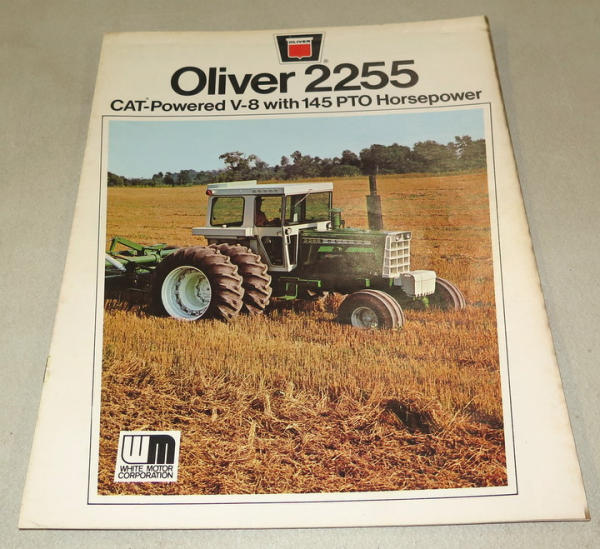 OLIVER
Oliver 2255
CAT®-Powered V-8 with 145 PTO Horsepower
WM
WHITE MOTOR
CORPORATION